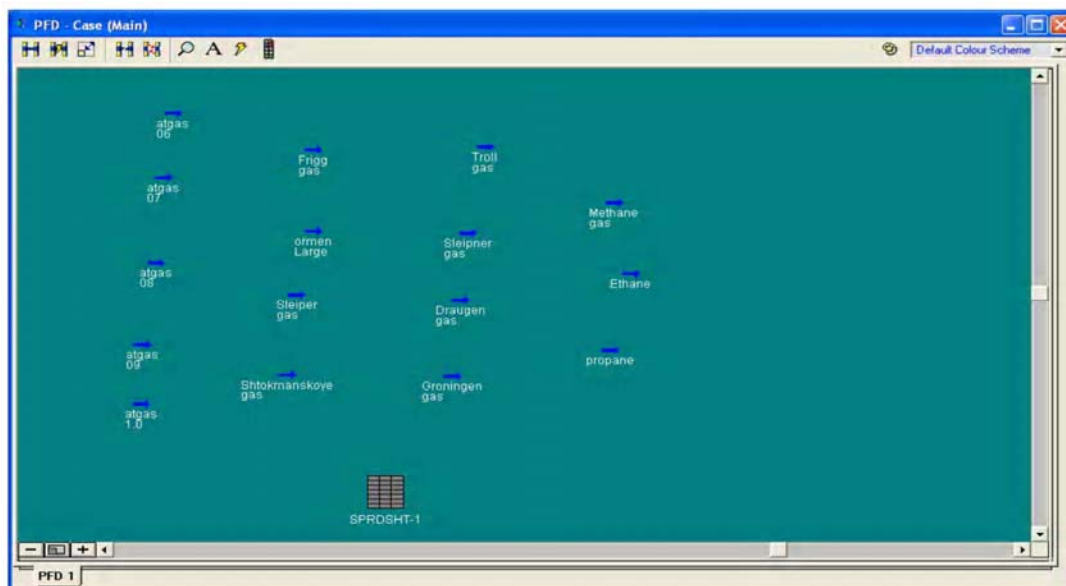 PFD - Case (Main)
A
Default Colour Scheme
atgas
06
Frigg
gas
Troll
gas
atgas
07
Methane
gas
ormen
Large
Sleipner
gas
atgas
08
Ethane
Sleiper
gas
Draugen
gas
atgas
09
propane
Shtokmanskoye
gas
Groningen
gas
atgas
1.0
SPRDSHT-1
PFD 1